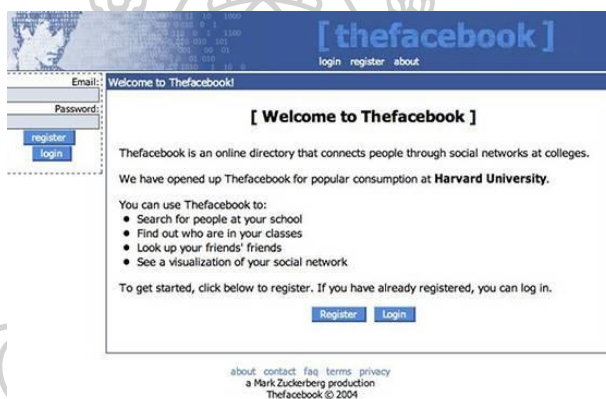 [ thefacebook ]
login register about
Email:
Password:
register
login
Welcome to Thefacebook!
[ Welcome to Thefacebook ]
Thefacebook is an online directory that connects people through social networks at colleges.
We have opened up Thefacebook for popular consumption at Harvard University.
You can use Thefacebook to:
• Search for people at your school
• Find out who are in your classes
• Look up your friends' friends
• See a visualization of your social network
To get started, click below to register. If you have already registered, you can log in.
Register Login
about contact faq terms privacy
a Mark Zuckerberg production
Thefacebook © 2004